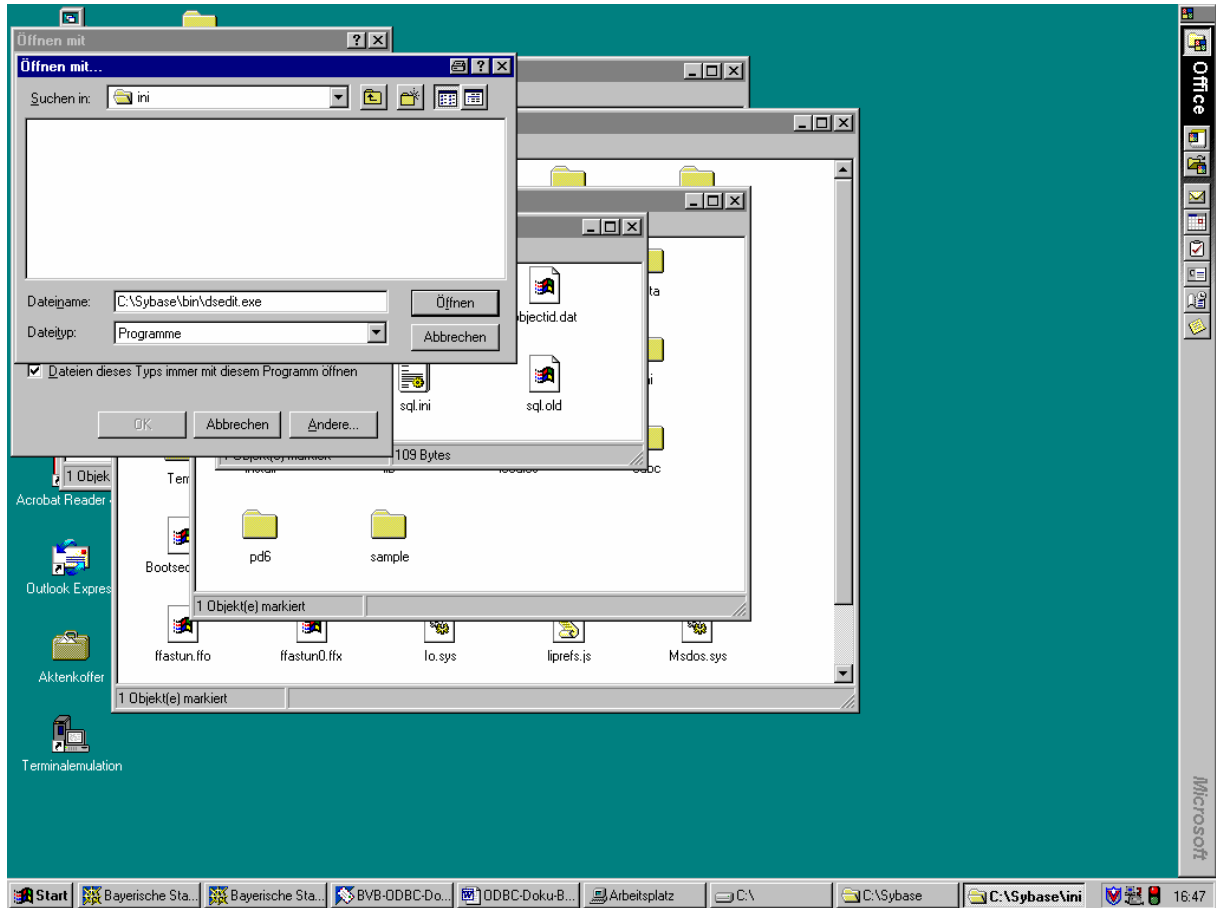 Öffnen mit
Öffnen mit...
Suchen in:
ini
Dateiname:
C:\Sybase\bin\dsedit.exe
Öffnen
Dateityp:
Programme
Abbrechen
Dateien dieses Typs immer mit diesem Programm öffnen
OK
Abbrechen
Andere...
objectid.dat
sql.ini
sql.old
109 Bytes
1 Objekt(e) markiert
1 Objek
pd6
sample
1 Objekt(e) markiert
Bootsec
ffastun.ffo
ffastun0.ffx
Io.sys
liprefs.js
Msdos.sys
1 Objekt(e) markiert
Acrobat Reader
Outlook Expres
Aktenkoffer
Terminalemulation
Office
Microsoft
Start
Bayerische Sta...
Bayerische Sta...
BVB-ODBC-Do...
ODBC-Doku-B...
Arbeitsplatz
C:\
C:\Sybase
C:\Sybase\ini
16:47